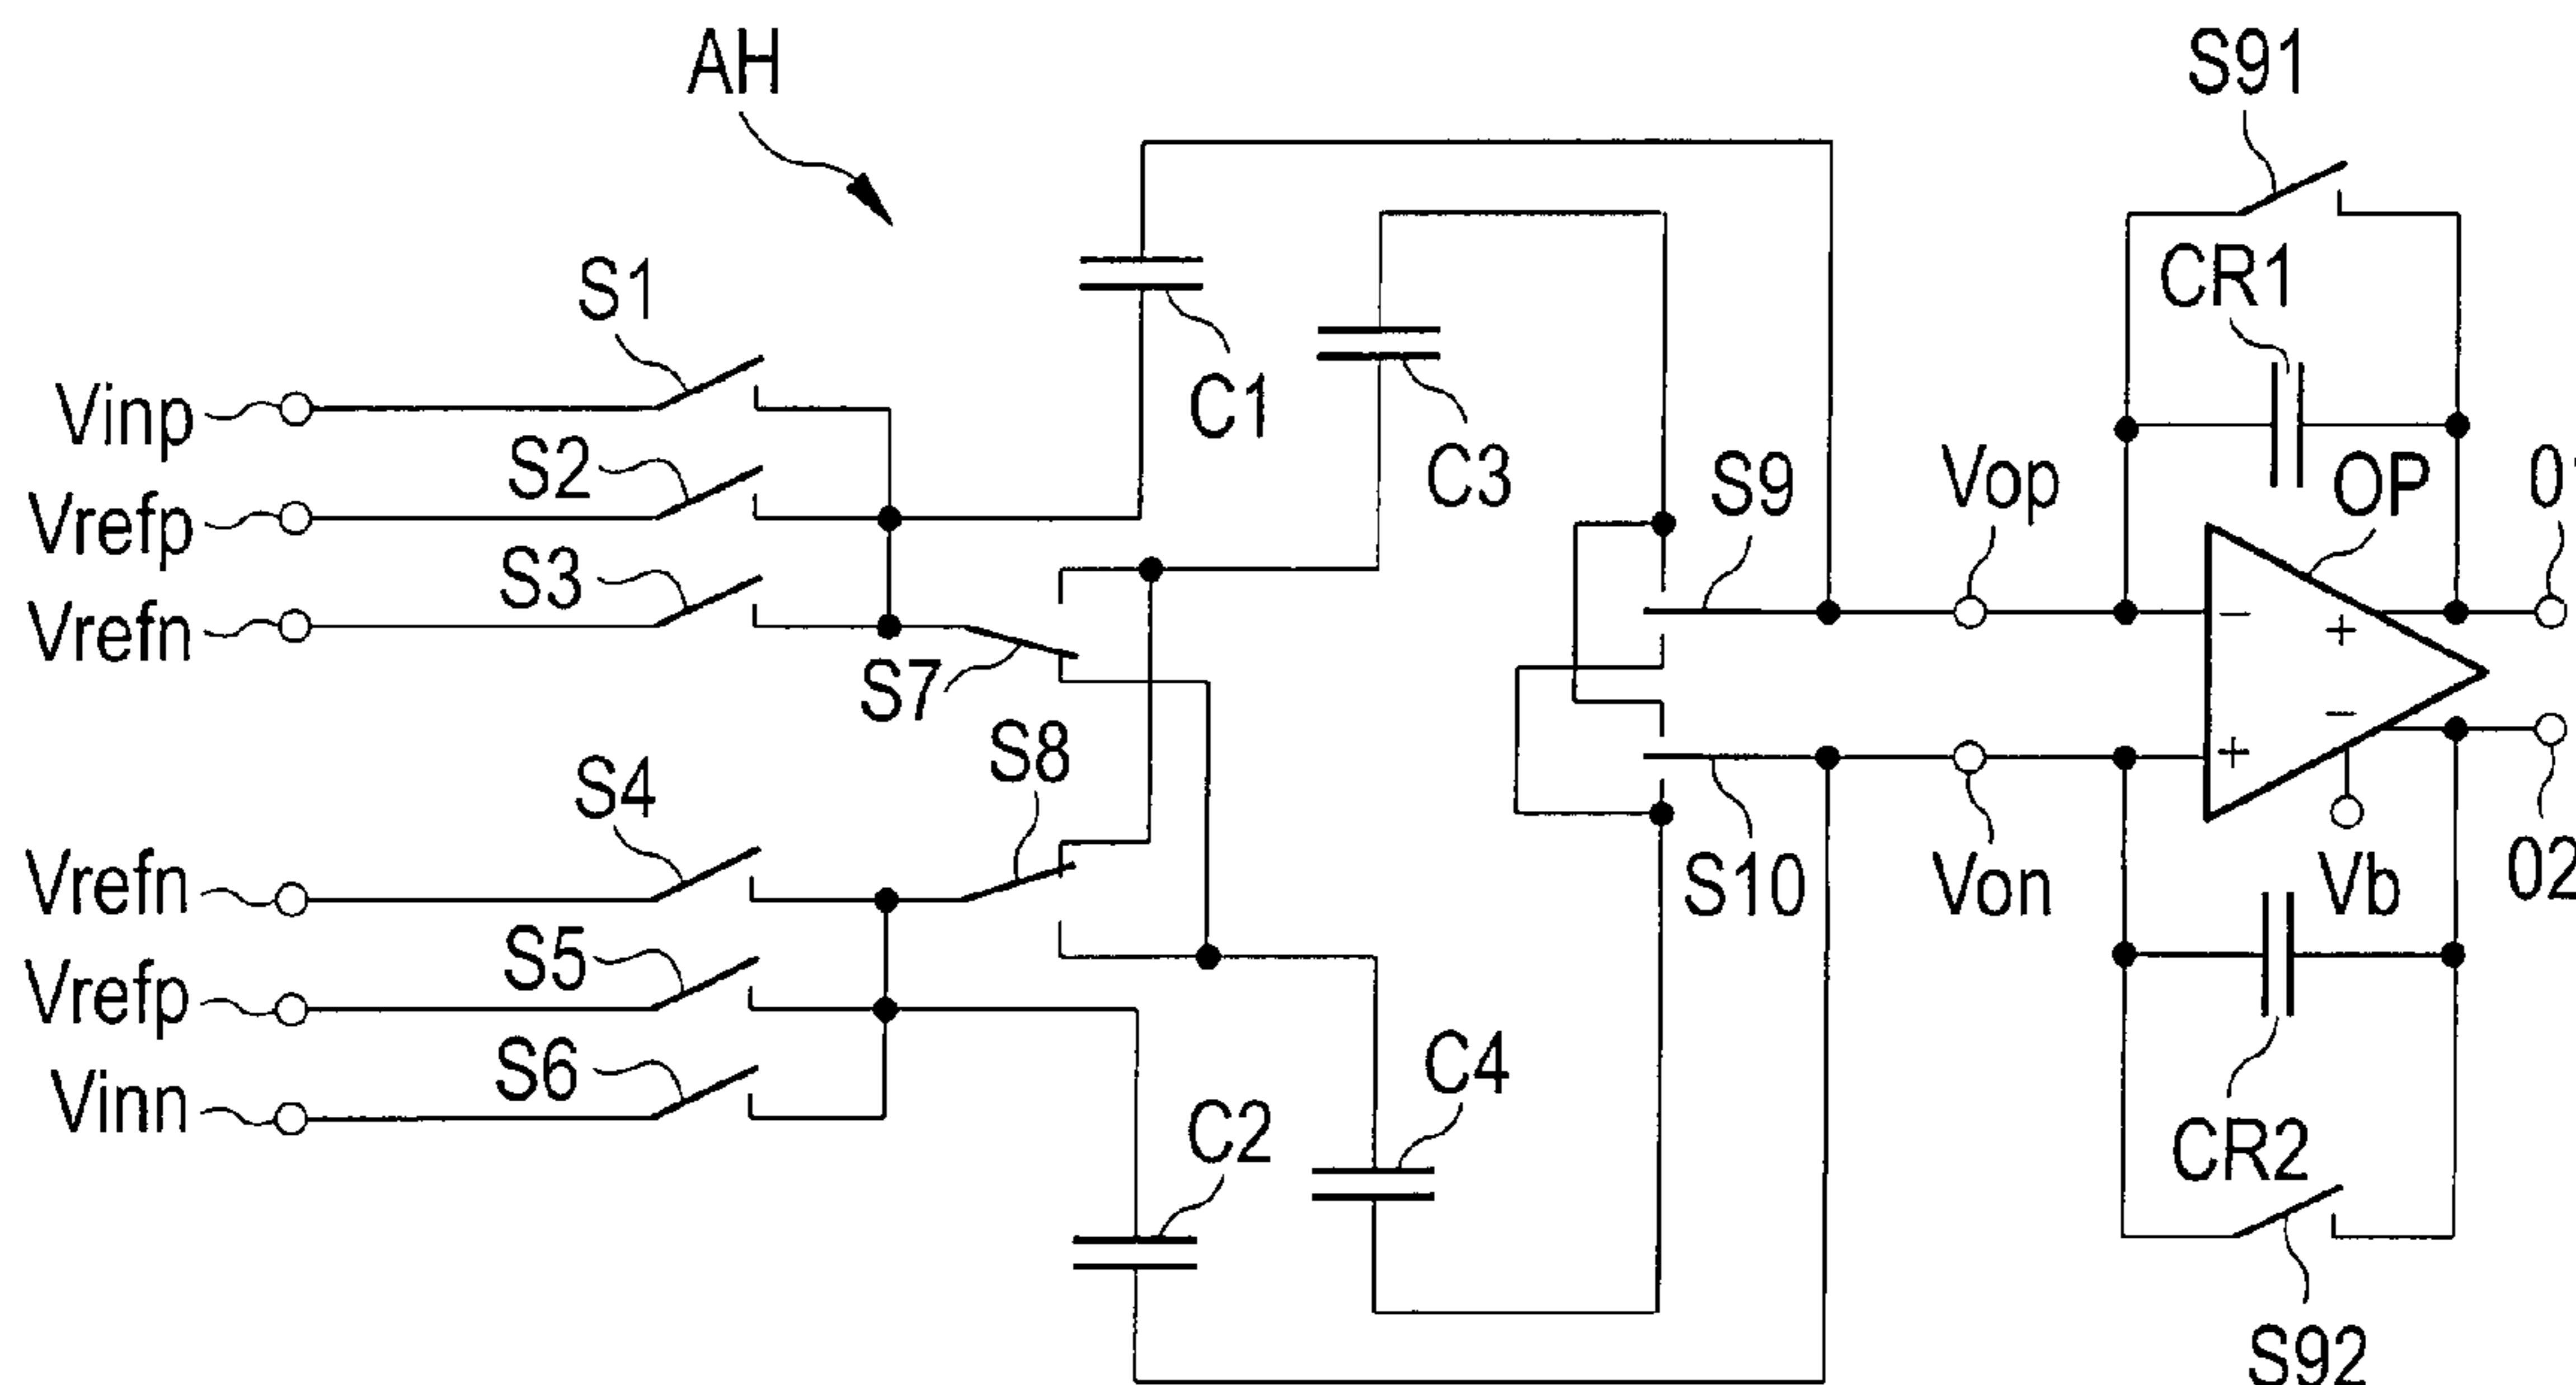 AH
S91
S1
CR1
Vinp
C1
S2
C3
S9
Vop
OP
Vrefp
S3
Vrefn
+
S7
S8
S4
+
Vrefn
S10
Von
Vb
02
S5
Vrefp
S6
C4
Vinn
C2
CR2
S92